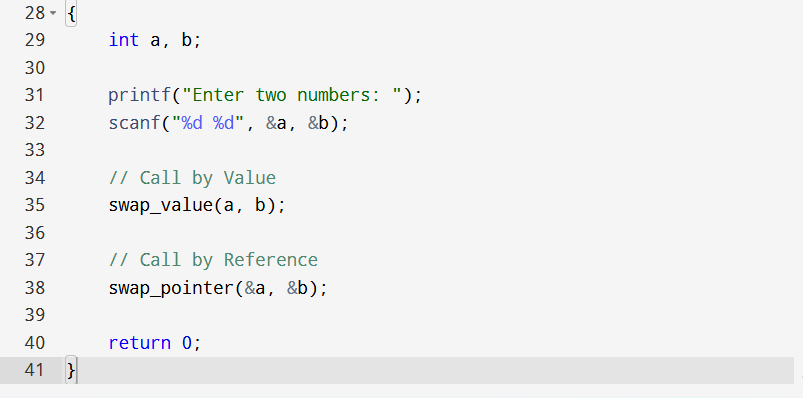 28 {
29     int a, b;
30
31     printf("Enter two numbers: ");
32     scanf("%d %d", &a, &b);
33
34     // Call by Value
35     swap_value(a, b);
36
37     // Call by Reference
38     swap_pointer(&a, &b);
39
40     return 0;
41 }